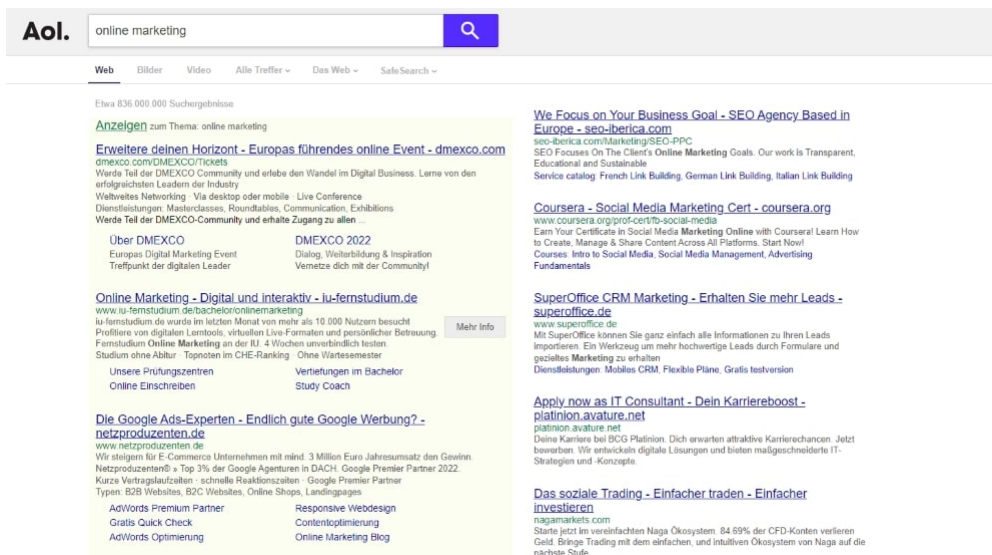 Aol.
online marketing
Web Bilder Video Alle Treffer Das Web SafeSearch
Etwa 836.000.000 Suchergebnisse
Anzeigen zum Thema: online marketing
Erweitere deinen Horizont - Europas führendes online Event - dmexco.com
dmexco.com/DMEXCO/Tickets
Werde Teil der DMEXCO Community und erlebe den Wandel im Digital Business. Lerne von den
erfolgreichsten Leadern der Industry
Weltweites Networking · Via desktop oder mobile · Live Conference
Dienstleistungen: Masterclasses, Roundtables, Communication, Exhibitions
Werde Teil der DMEXCO-Community und erhalte Zugang zu allen ...
Über DMEXCO DMEXCO 2022
Europas Digital Marketing Event Dialog, Weiterbildung & Inspiration
Treffpunkt der digitalen Leader Vernetze dich mit der Community!
Online Marketing - Digital und interaktiv - iu-fernstudium.de
www.iu-fernstudium.de/bachelor/onlinemarketing
iu-fernstudium.de wurde im letzten Monat von mehr als 10 000 Nutzern besucht
Profitiere von digitalen Lerntools, virtuellen Live-Formaten und persönlicher Betreuung.
Fernstudium Online Marketing an der IU. 4 Wochen unverbindlich testen.
Studium ohne Abitur · Topnoten im CHE-Ranking · Ohne Wartesemester
Mehr Info
Unsere Prüfungszentren Vertiefungen im Bachelor
Online Einschreiben Study Coach
Die Google Ads-Experten - Endlich gute Google Werbung? -
netzproduzenten.de
www.netzproduzenten.de
Wir steigern für E-Commerce Unternehmen mit mind. 3 Million Euro Jahresumsatz den Gewinn.
Netzproduzenten® » Top 3% der Google Agenturen in DACH. Google Premier Partner 2022.
Kurze Vertragslaufzeiten · schnelle Reaktionszeiten · Google Premier Partner
Typen: B2B Websites, B2C Websites, Online Shops, Landingpages
AdWords Premium Partner Responsive Webdesign
Gratis Quick Check Contentoptimierung
AdWords Optimierung Online Marketing Blog
We Focus on Your Business Goal - SEO Agency Based in
Europe - seo-iberica.com
seo-iberica.com/Marketing/SEO-PPC
SEO Focuses On The Client's Online Marketing Goals. Our work is Transparent,
Educational and Sustainable
Service catalog: French Link Building, German Link Building, Italian Link Building
Coursera - Social Media Marketing Cert - coursera.org
www.coursera.org/prof-cert/fb-social-media
Earn Your Certificate in Social Media Marketing Online with Coursera! Learn How
to Create, Manage & Share Content Across All Platforms. Start Now!
Courses: Intro to Social Media, Social Media Management, Advertising
Fundamentals
SuperOffice CRM Marketing - Erhalten Sie mehr Leads -
superoffice.de
www.superoffice.de
Mit SuperOffice können Sie ganz einfach alle Informationen zu Ihren Leads
importieren. Ein Werkzeug um mehr hochwertige Leads durch Formulare und
gezieltes Marketing zu erhalten
Dienstleistungen: Mobiles CRM, Flexible Pläne, Gratis testversion
Apply now as IT Consultant - Dein Karriereboost -
platinion.avature.net
platinion.avature.net
Deine Karriere bei BCG Platinion. Dich erwarten attraktive Karrierechancen. Jetzt
bewerben. Wir entwickeln digitale Lösungen und bieten maßgeschneiderte IT-
Strategien und -Konzepte.
Das soziale Trading - Einfacher traden - Einfacher
investieren
nagamarkets.com
Starte jetzt im vereinfachten Naga Ökosystem. 84.69% der CFD-Konten verlieren
Geld. Bringe Trading mit dem einfachen, und intuitiven Ökosystem von Naga auf die
nächste Stufe.